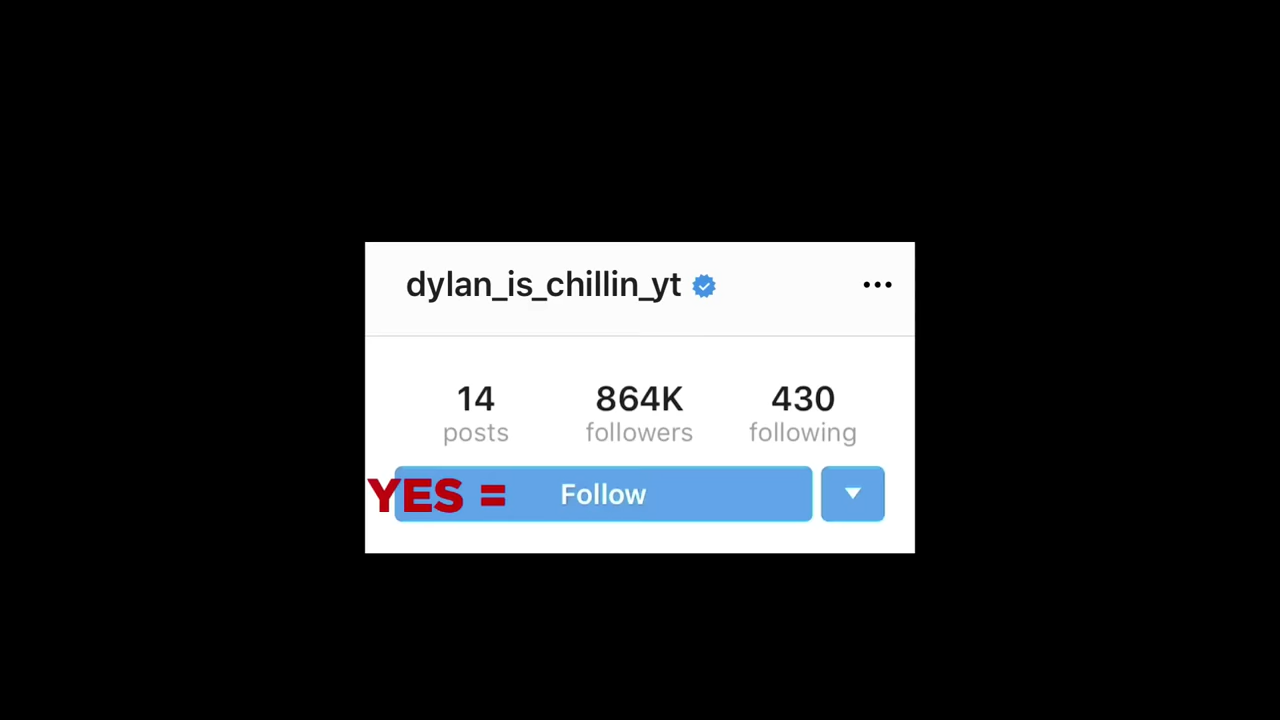 dylan_is_chillin_yt
14 864K 430
posts followers following
YES = Follow